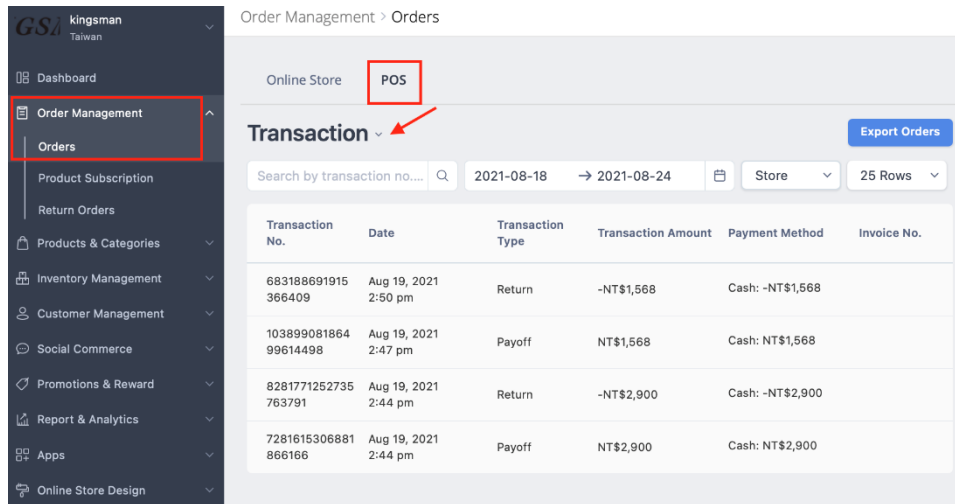 GSA
kingsman
Taiwan
Dashboard
Order Management
Orders
Product Subscription
Return Orders
Products & Categories
Inventory Management
Customer Management
Social Commerce
Promotions & Reward
Report & Analytics
Apps
Online Store Design
Order Management > Orders
Online Store POS
Transaction
Export Orders
Search by transaction no.... 2021-08-18 → 2021-08-24 Store 25 Rows
Transaction No. Date Transaction Type Transaction Amount Payment Method Invoice No.
683188691915 Aug 19, 2021
366409 2:50 pm Return -NT$1,568 Cash: -NT$1,568
103899081864 Aug 19, 2021
99614498 2:47 pm Payoff NT$1,568 Cash: NT$1,568
8281771252735 Aug 19, 2021
763791 2:44 pm Return -NT$2,900 Cash: -NT$2,900
7281615306881 Aug 19, 2021
866166 2:44 pm Payoff NT$2,900 Cash: NT$2,900